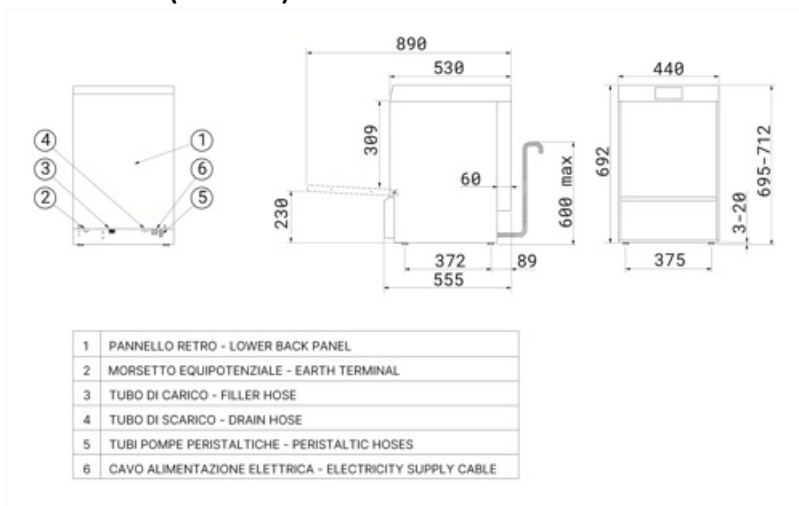 890
530
440
4
3
2
1
6
5
309
230
60
600 max
692
695-712
3-20
372
89
555
375
1 PANNELLO RETRO - LOWER BACK PANEL
2 MORSETTO EQUIPOTENZIALE - EARTH TERMINAL
3 TUBO DI CARICO - FILLER HOSE
4 TUBO DI SCARICO - DRAIN HOSE
5 TUBI POMPE PERISTALTICHE - PERISTALTIC HOSES
6 CAVO ALIMENTAZIONE ELETTRICA - ELECTRICITY SUPPLY CABLE